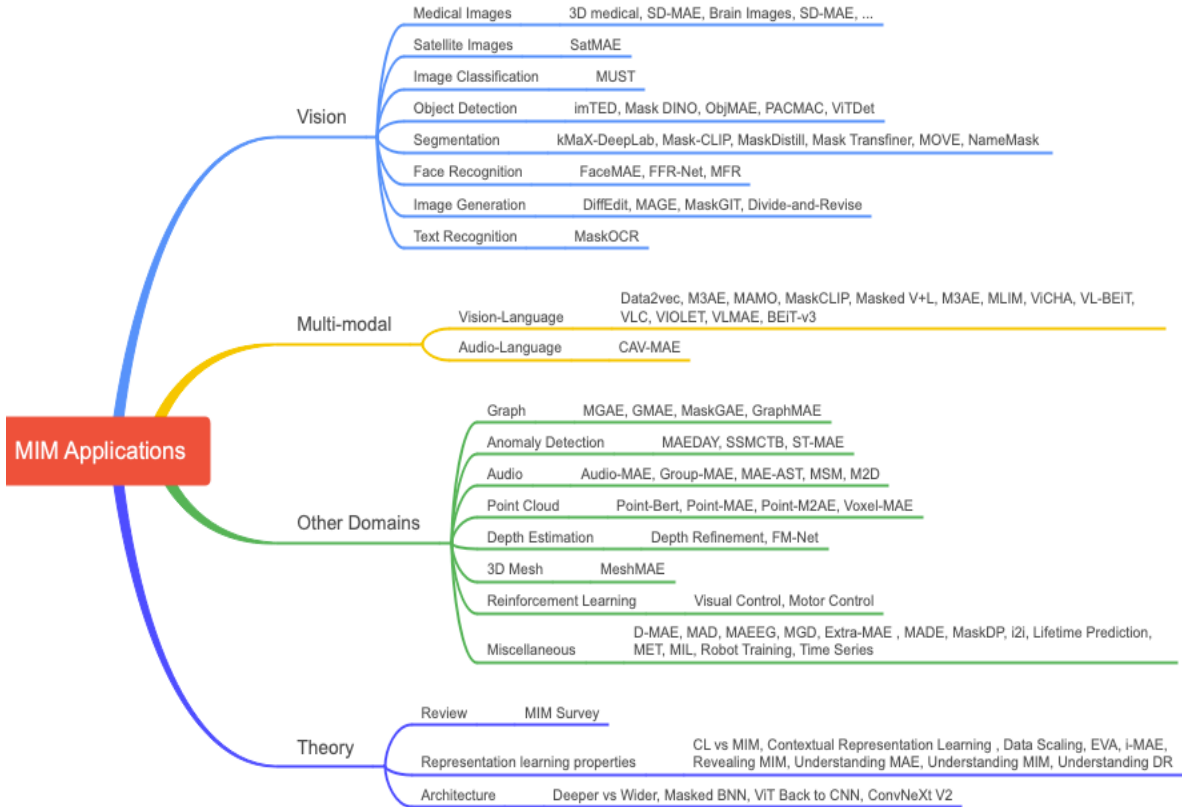 Medical Images 3D medical, SD-MAE, Brain Images, SD-MAE, ...
Satellite Images SatMAE
Image Classification MUST
Vision
Object Detection imTED, Mask DINO, ObjMAE, PACMAC, ViTDet
Segmentation kMaX-DeepLab, Mask-CLIP, MaskDistill, Mask Transfiner, MOVE, NameMask
Face Recognition FaceMAE, FFR-Net, MFR
Image Generation DiffEdit, MAGE, MaskGIT, Divide-and-Revise
Text Recognition MaskOCR
Multi-modal
Vision-Language
Data2vec, M3AE, MAMO, MaskCLIP, Masked V+L, M3AE, MLIM, ViCHA, VL-BEiT,
VLC, VIOLET, VLMAE, BEiT-v3
Audio-Language CAV-MAE
MIM Applications
Other Domains
Graph MGAE, GMAE, MaskGAE, GraphMAE
Anomaly Detection MAEDAY, SSMCTB, ST-MAE
Audio Audio-MAE, Group-MAE, MAE-AST, MSM, M2D
Point Cloud Point-Bert, Point-MAE, Point-M2AE, Voxel-MAE
Depth Estimation Depth Refinement, FM-Net
3D Mesh MeshMAE
Reinforcement Learning Visual Control, Motor Control
Miscellaneous
D-MAE, MAD, MAEEG, MGD, Extra-MAE , MADE, MaskDP, i2i, Lifetime Prediction,
MET, MIL, Robot Training, Time Series
Theory
Review MIM Survey
Representation learning properties
CL vs MIM, Contextual Representation Learning , Data Scaling, EVA, i-MAE,
Revealing MIM, Understanding MAE, Understanding MIM, Understanding DR
Architecture Deeper vs Wider, Masked BNN, ViT Back to CNN, ConvNeXt V2